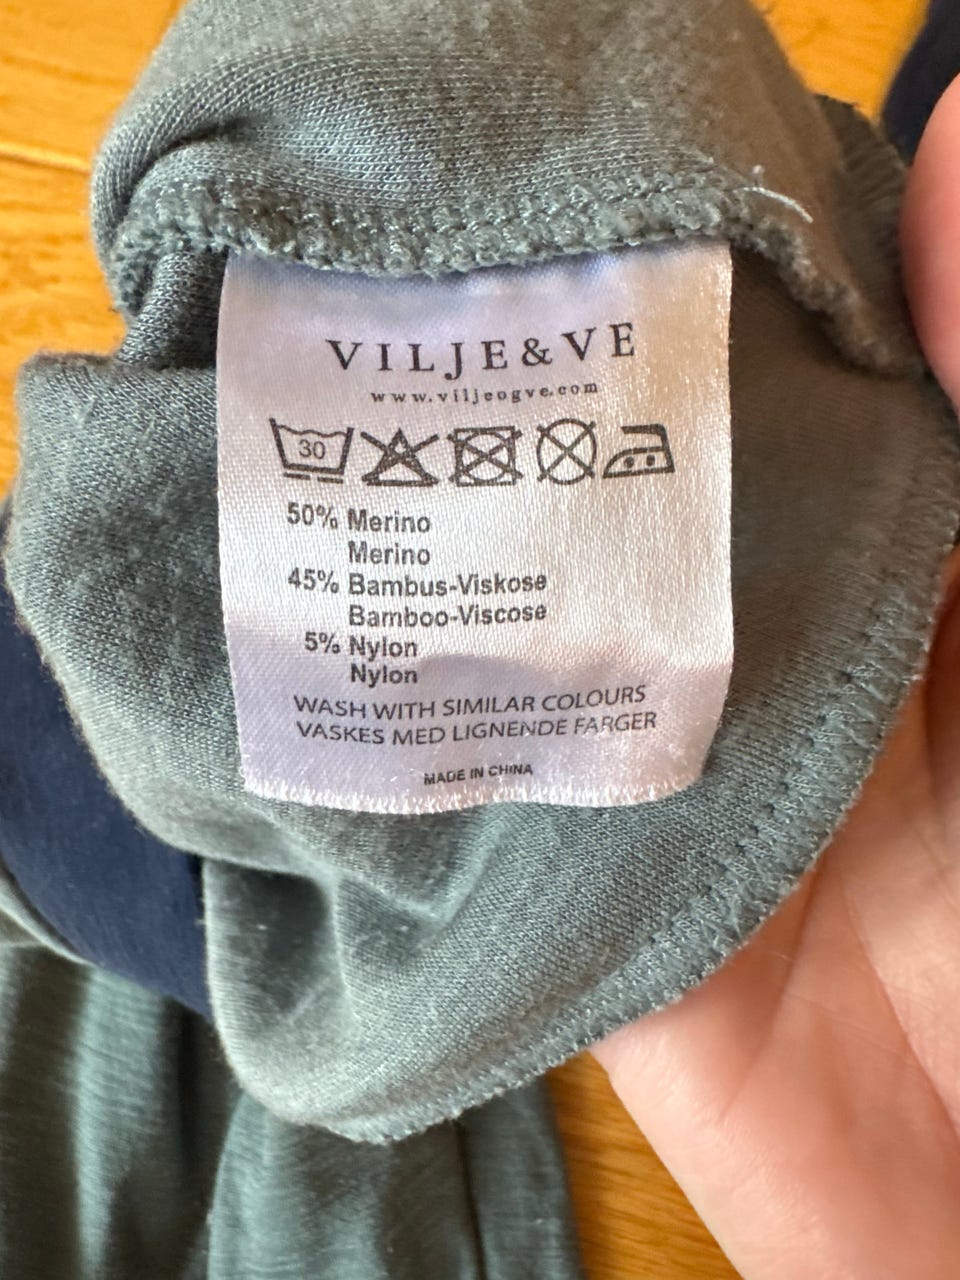 VILJE&VE
www.viljeogve.com
30
50% Merino
Merino
45% Bambus-Viskose
Bamboo-Viscose
5% Nylon
Nylon
WASH WITH SIMILAR COLOURS
VASKES MED LIGNENDE FARGER
MADE IN CHINA